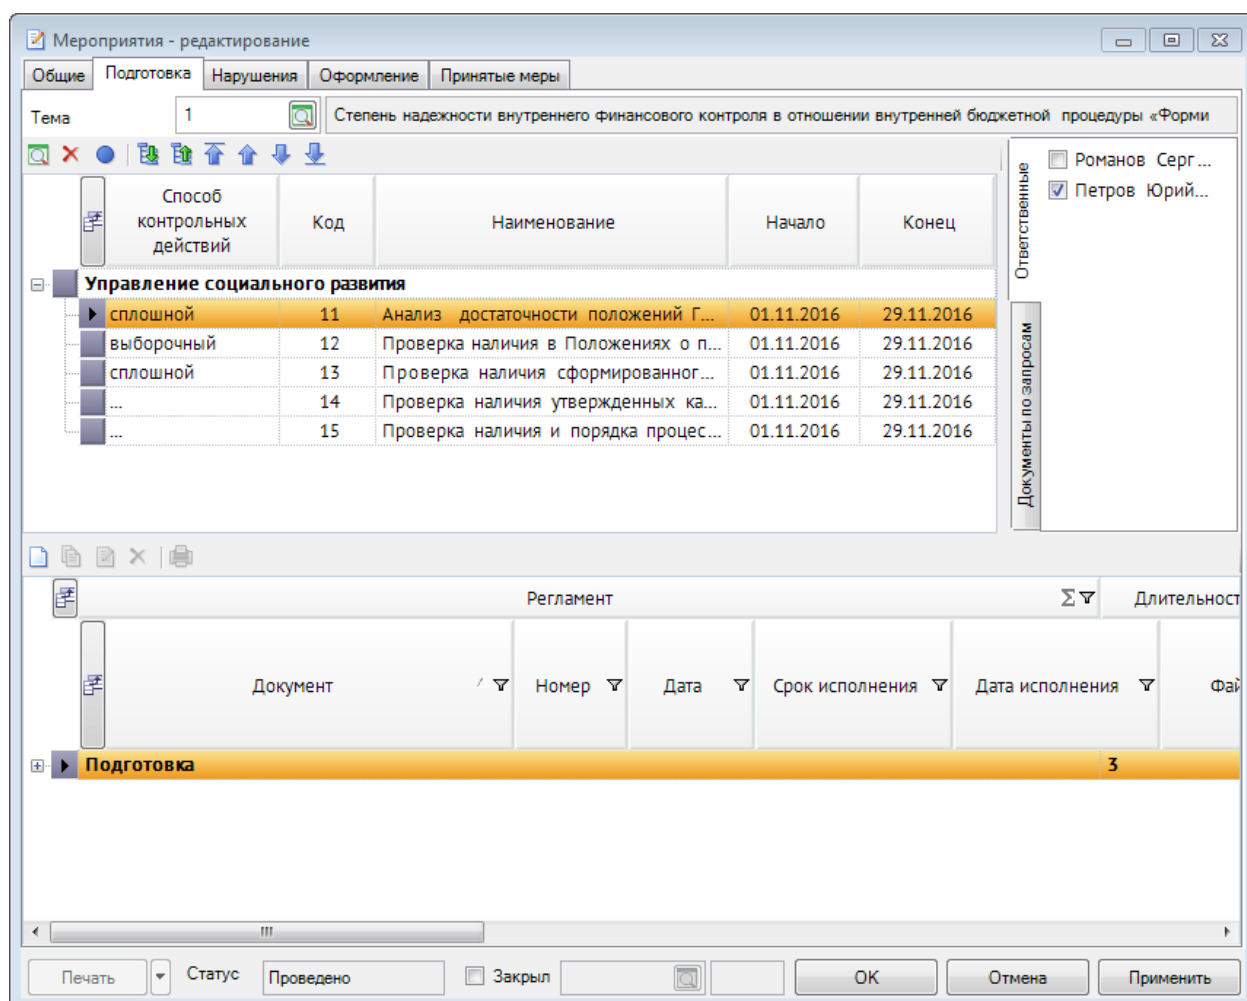 Мероприятия - редактирование
Общие Подготовка Нарушения Оформление Принятые меры
Тема 1 Степень надежности внутреннего финансового контроля в отношении внутренней бюджетной процедуры «Форми
Способ контрольных действий Код Наименование Начало Конец
Управление социального развития
сплошной 11 Анализ достаточности положений Г... 01.11.2016 29.11.2016
выборочный 12 Проверка наличия в Положениях о п... 01.11.2016 29.11.2016
сплошной 13 Проверка наличия сформированног... 01.11.2016 29.11.2016
... 14 Проверка наличия утвержденных ка... 01.11.2016 29.11.2016
... 15 Проверка наличия и порядка процес... 01.11.2016 29.11.2016
Ответственные
Документы по запросам
Романов Серг...
Петров Юрий...
Регламент Длительност
Документ Номер Дата Срок исполнения Дата исполнения Фай
Подготовка 3
Печать Статус Проведено Закрыл OK Отмена Применить